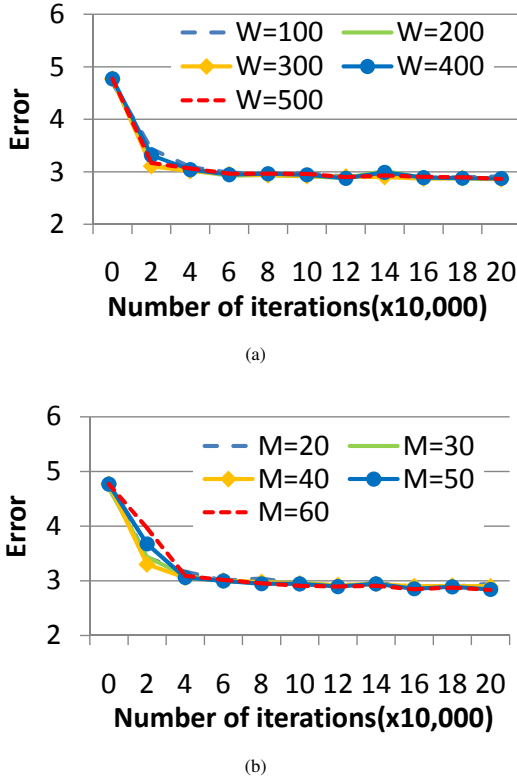 6
5
4
3
2
Error
W=100 W=200
W=300 W=400
W=500
0 2 4 6 8 10 12 14 16 18 20
Number of iterations(x10,000)
(a)
6
5
4
3
2
Error
M=20 M=30
M=40 M=50
M=60
0 2 4 6 8 10 12 14 16 18 20
Number of iterations(x10,000)
(b)